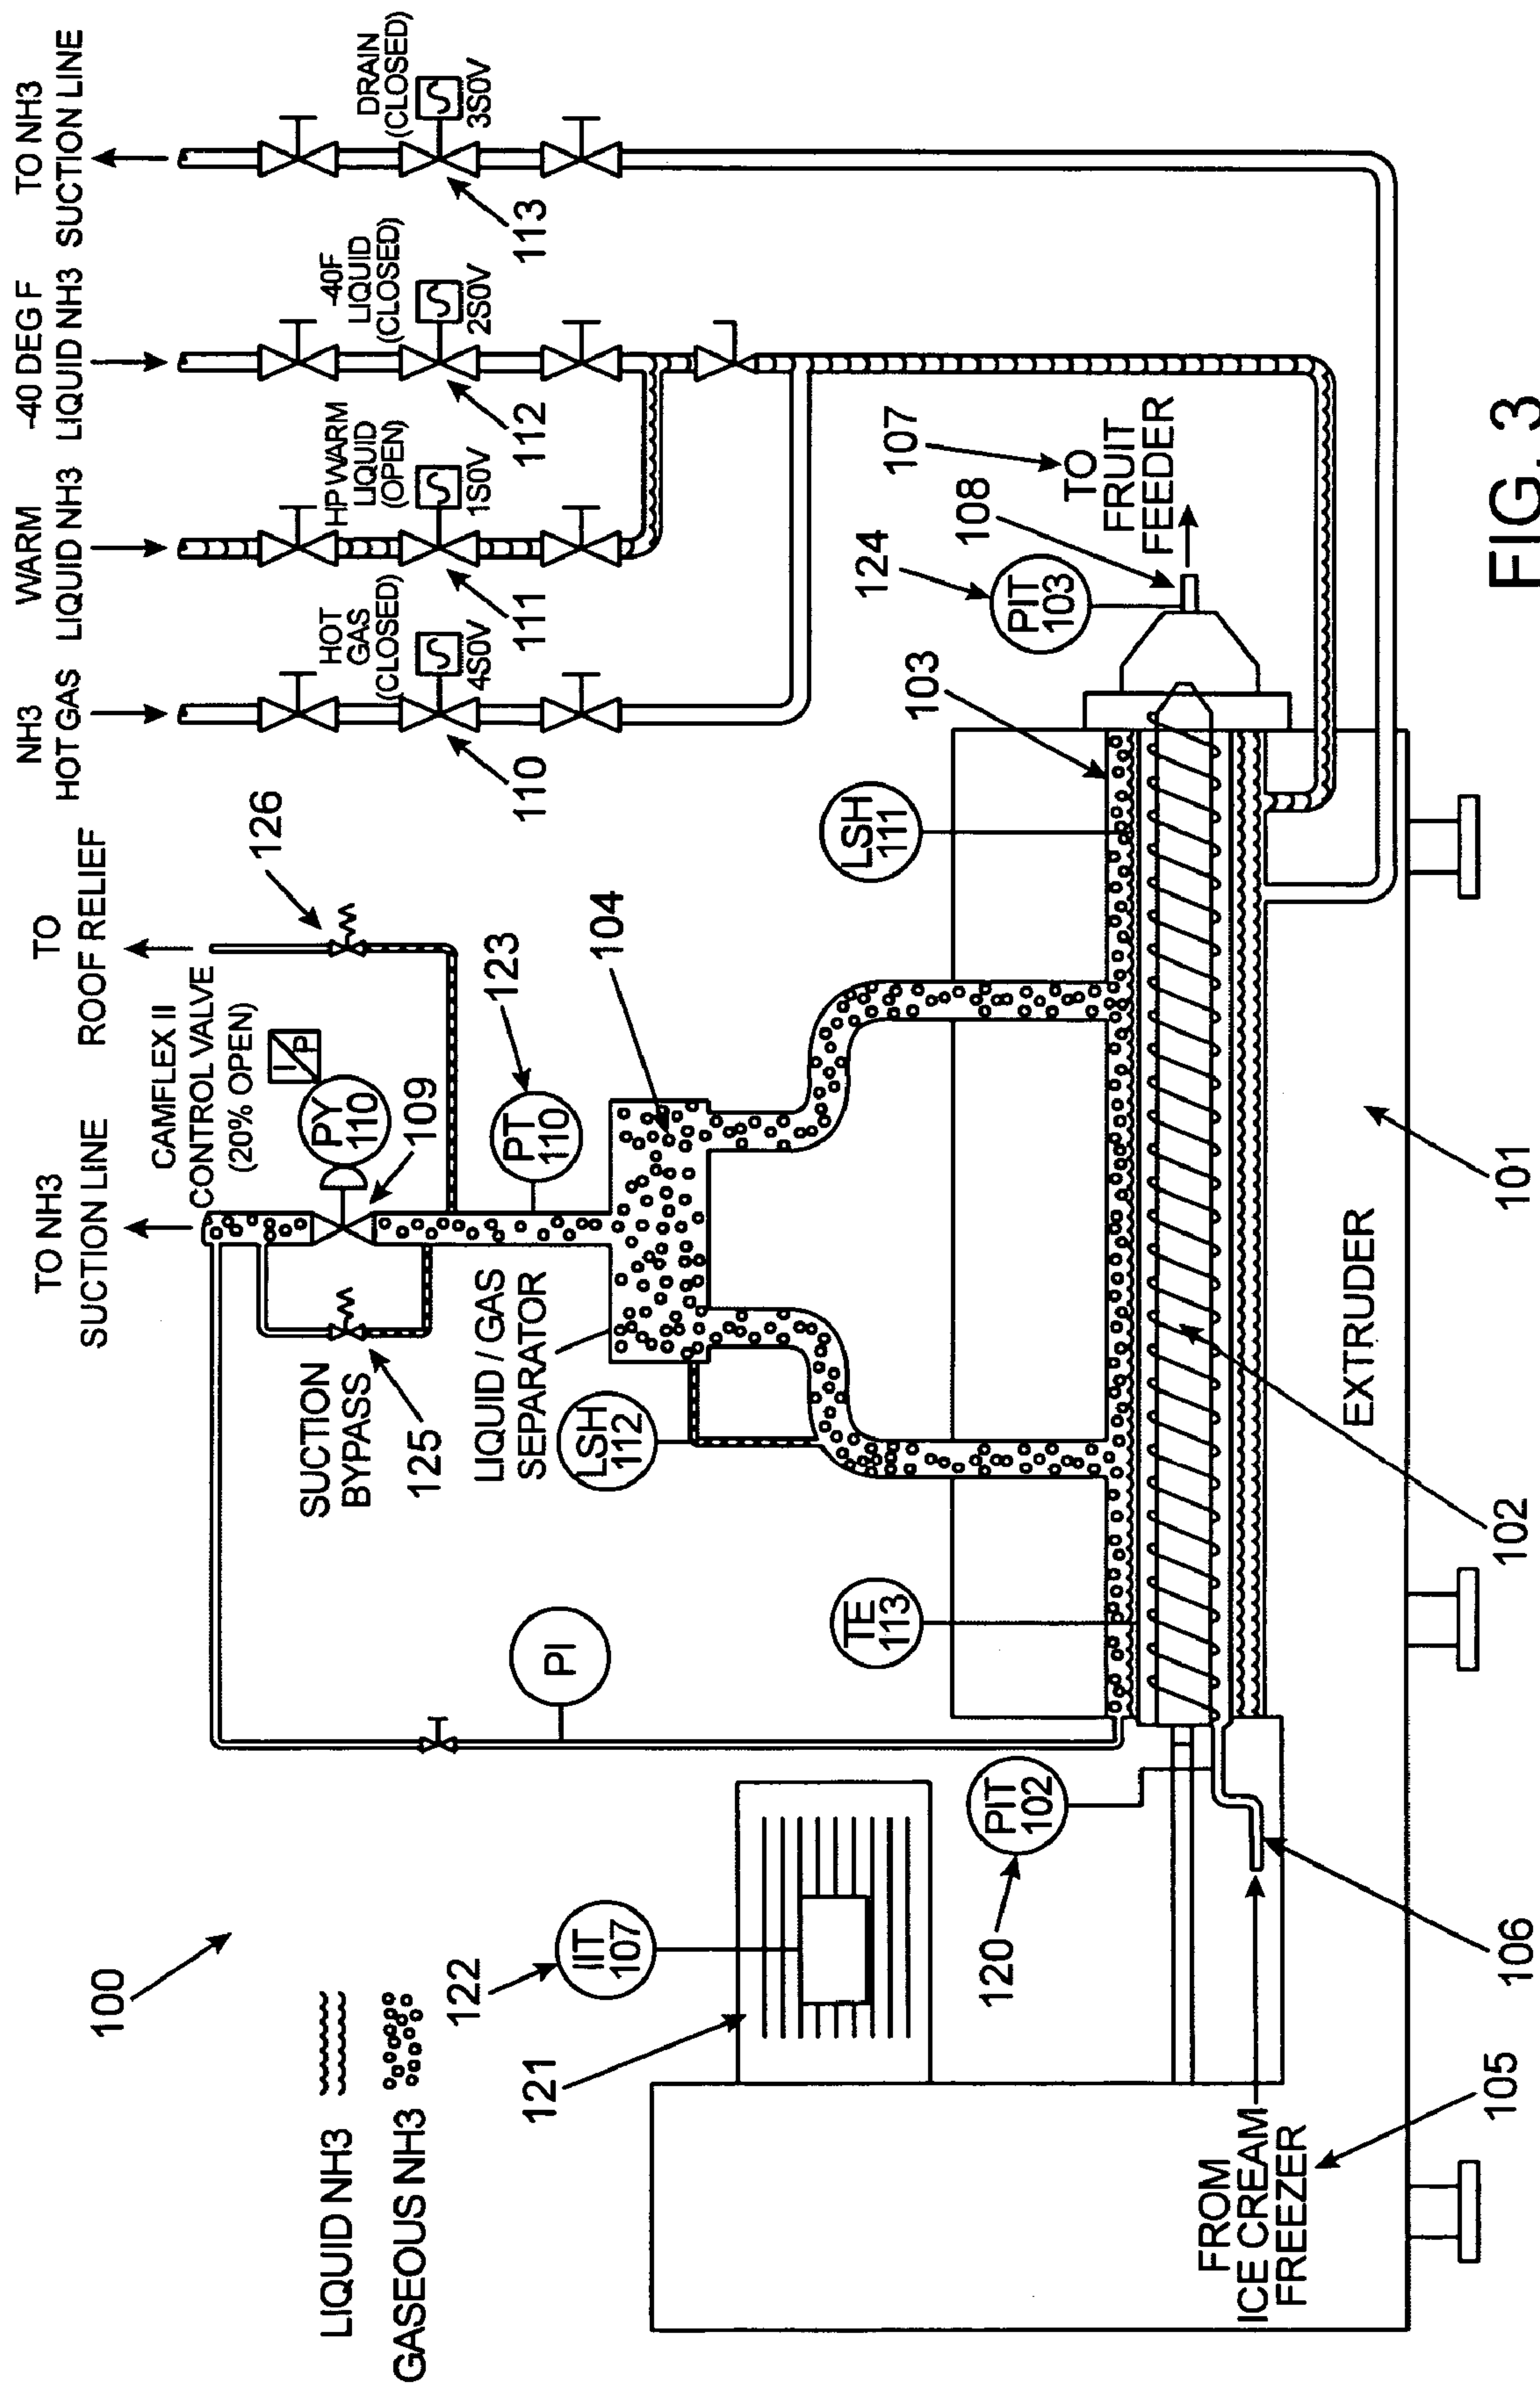 100
LIQUID NH3
GASEOUS NH3
TO NH3
SUCTION LINE
TO
ROOF RELIEF
CAMFLEX II
CONTROL VALVE
(20% OPEN)
I/P
PY
110
109
126
SUCTION
BYPASS
125
PT
110
123
LIQUID / GAS
SEPARATOR
104
LSH
112
PI
NH3
HOT GAS
WARM
LIQUID NH3
-40 DEG F
LIQUID NH3
TO NH3
SUCTION LINE
HOT
GAS
(CLOSED)
S
4S0V
110
HP WARM
LIQUID
(OPEN)
S
1S0V
111
-40F
LIQUID
(CLOSED)
S
2S0V
112
DRAIN
(CLOSED)
S
3S0V
113
122
IIT
107
121
TE
113
LSH
111
103
124
PIT
103
108
107
TO
FRUIT
FEEDER
120
PIT
102
FROM
ICE CREAM
FREEZER
105
106
102
EXTRUDER
101
FIG. 3